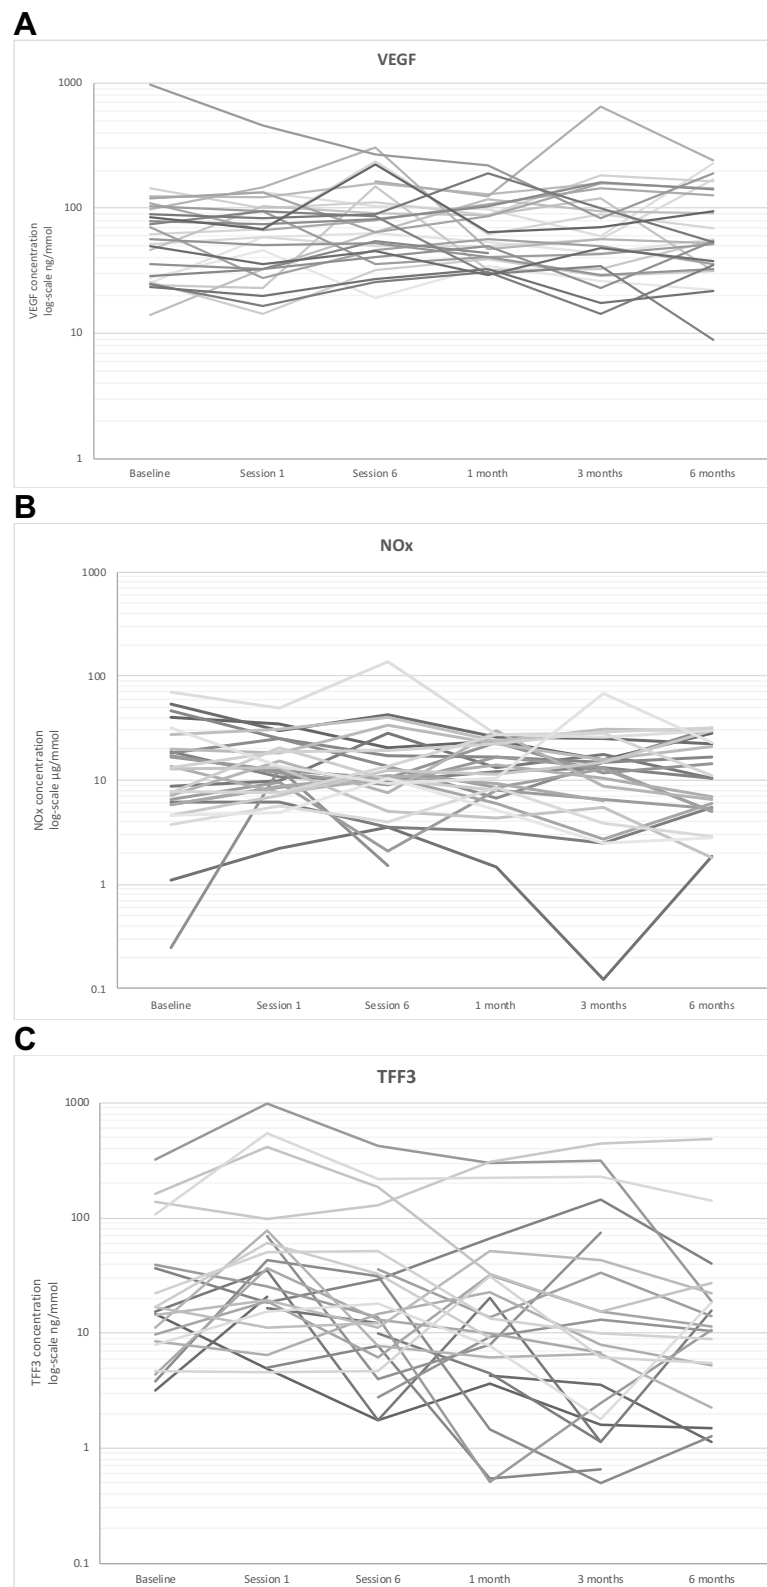 A
VEGF
1000
100
10
1
VEGF concentration
log-scale ng/mmol
Baseline Session 1 Session 6 1 month 3 months 6 months
B
NOx
1000
100
10
1
0.1
NOx concentration
log-scale µg/mmol
Baseline Session 1 Session 6 1 month 3 months 6 months
C
TFF3
1000
100
10
1
0.1
TFF3 concentration
log-scale ng/mmol
Baseline Session 1 Session 6 1 month 3 months 6 months